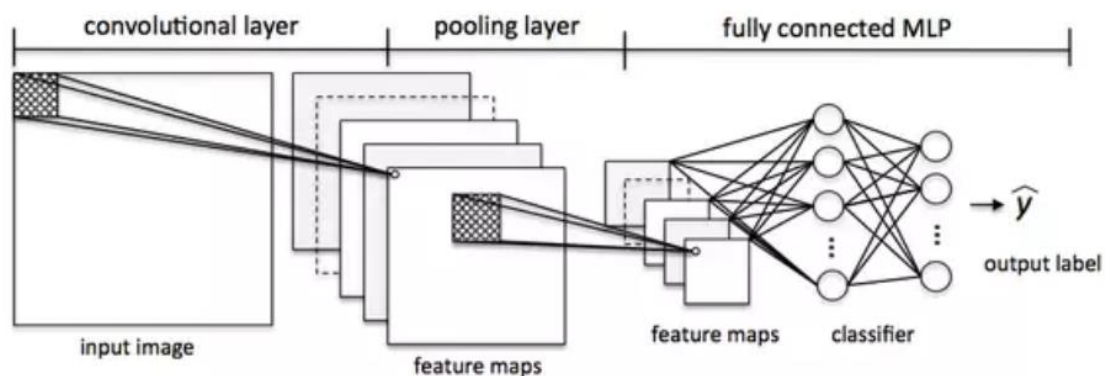 convolutional layer
pooling layer
fully connected MLP
ŷ
output label
input image
feature maps
feature maps
classifier